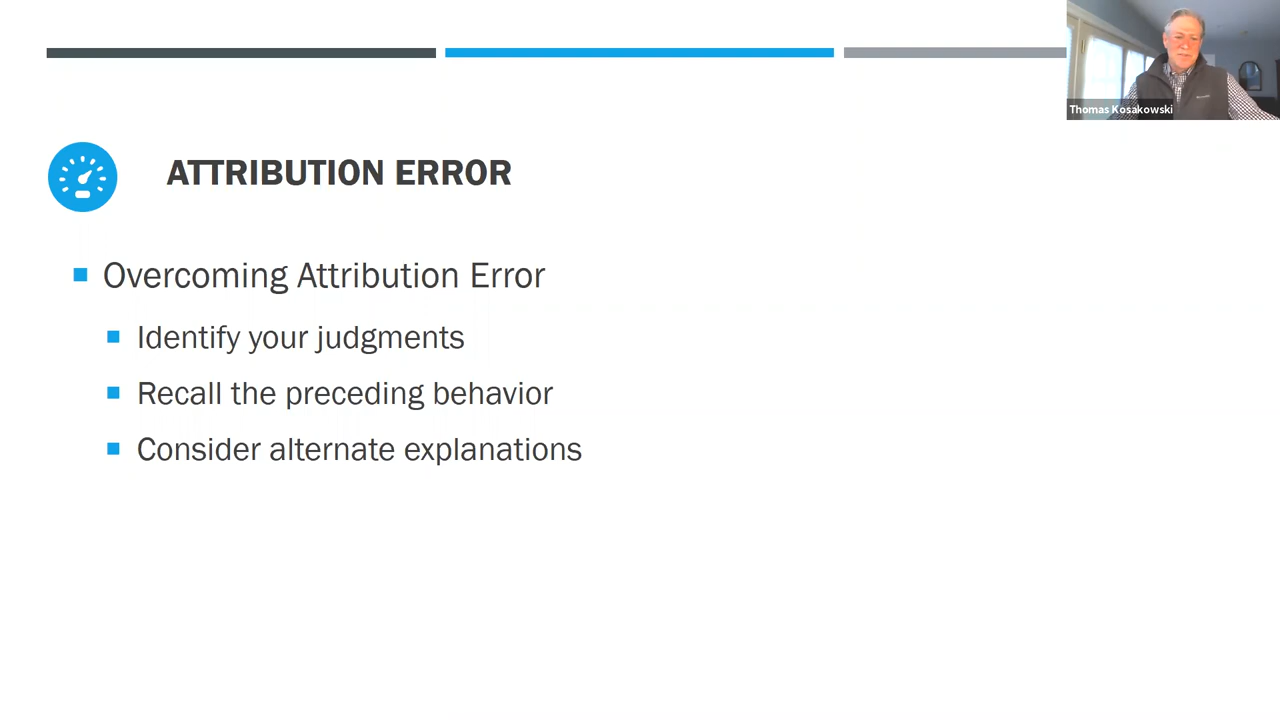 Thomas Kosakowski
ATTRIBUTION ERROR
Overcoming Attribution Error
Identify your judgments
Recall the preceding behavior
Consider alternate explanations